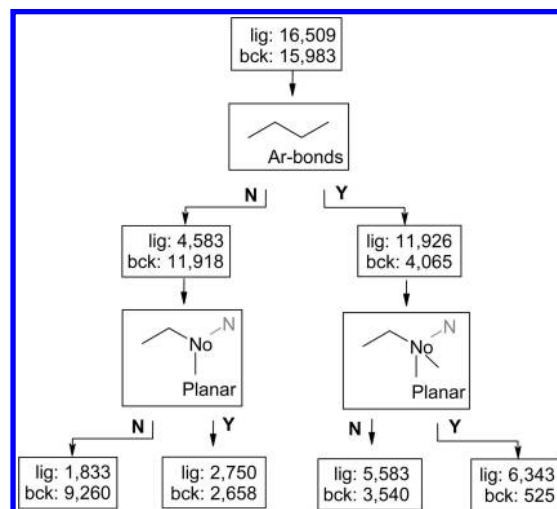 lig: 16,509
bck: 15,983
Ar-bonds
N
Y
lig: 4,583
bck: 11,918
lig: 11,926
bck: 4,065
N
No
Planar
N
No
Planar
N
Y
N
Y
lig: 1,833
bck: 9,260
lig: 2,750
bck: 2,658
lig: 5,583
bck: 3,540
lig: 6,343
bck: 525